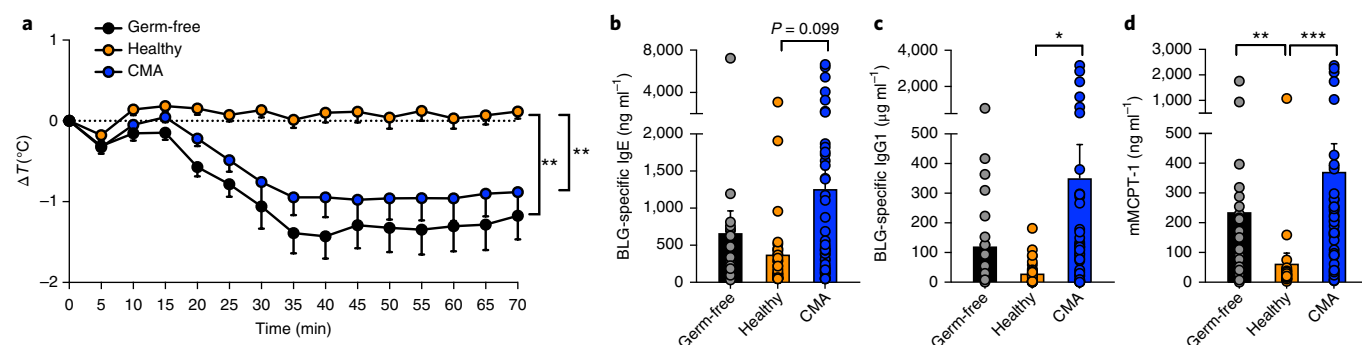 a
Germ-free
Healthy
CMA
1
0
−1
−2
ΔT (°C)
**
**
0 5 10 15 20 25 30 35 40 45 50 55 60 65 70
Time (min)
b
P = 0.099
8,000
4,000
2,000
1,500
1,000
500
0
BLG-specific IgE (ng ml−1)
Germ-free
Healthy
CMA
c
*
4,000
2,000
500
400
300
200
100
0
BLG-specific IgG1 (μg ml−1)
Germ-free
Healthy
CMA
d
** ***
3,000
2,000
1,000
500
400
300
200
100
0
mMCPT-1 (ng ml−1)
Germ-free
Healthy
CMA